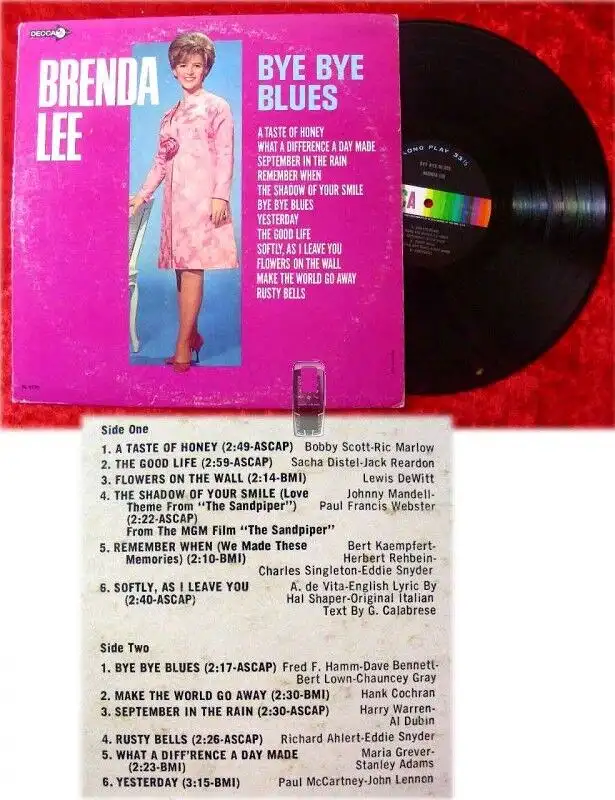 DECCA
BRENDA
LEE
BYE BYE
BLUES
A TASTE OF HONEY
WHAT A DIFFERENCE A DAY MADE
SEPTEMBER IN THE RAIN
REMEMBER WHEN
THE SHADOW OF YOUR SMILE
BYE BYE BLUES
YESTERDAY
THE GOOD LIFE
SOFTLY, AS I LEAVE YOU
FLOWERS ON THE WALL
MAKE THE WORLD GO AWAY
RUSTY BELLS
LONG PLAY 33⅓
BYE BYE BLUES
BRENDA LEE
Side One
1. A TASTE OF HONEY (2:49-ASCAP) Bobby Scott-Ric Marlow
2. THE GOOD LIFE (2:59-ASCAP) Sacha Distel-Jack Reardon
3. FLOWERS ON THE WALL (2:14-BMI) Lewis DeWitt
4. THE SHADOW OF YOUR SMILE (Love Johnny Mandell-
Theme From "The Sandpiper") Paul Francis Webster
(2:22-ASCAP)
From The MGM Film "The Sandpiper"
5. REMEMBER WHEN (We Made These Bert Kaempfert-
Memories) (2:10-BMI) Herbert Rehbein-
Charles Singleton-Eddie Snyder
6. SOFTLY, AS I LEAVE YOU A. de Vita-English Lyric By
(2:40-ASCAP) Hal Shaper-Original Italian
Text By G. Calabrese
Side Two
1. BYE BYE BLUES (2:17-ASCAP) Fred F. Hamm-Dave Bennett-
Bert Lown-Chauncey Gray
2. MAKE THE WORLD GO AWAY (2:30-BMI) Hank Cochran
3. SEPTEMBER IN THE RAIN (2:30-ASCAP) Harry Warren-
Al Dubin
4. RUSTY BELLS (2:26-ASCAP) Richard Ahlert-Eddie Snyder
5. WHAT A DIFF'RENCE A DAY MADE Maria Grever-
(2:23-BMI) Stanley Adams
6. YESTERDAY (3:15-BMI) Paul McCartney-John Lennon